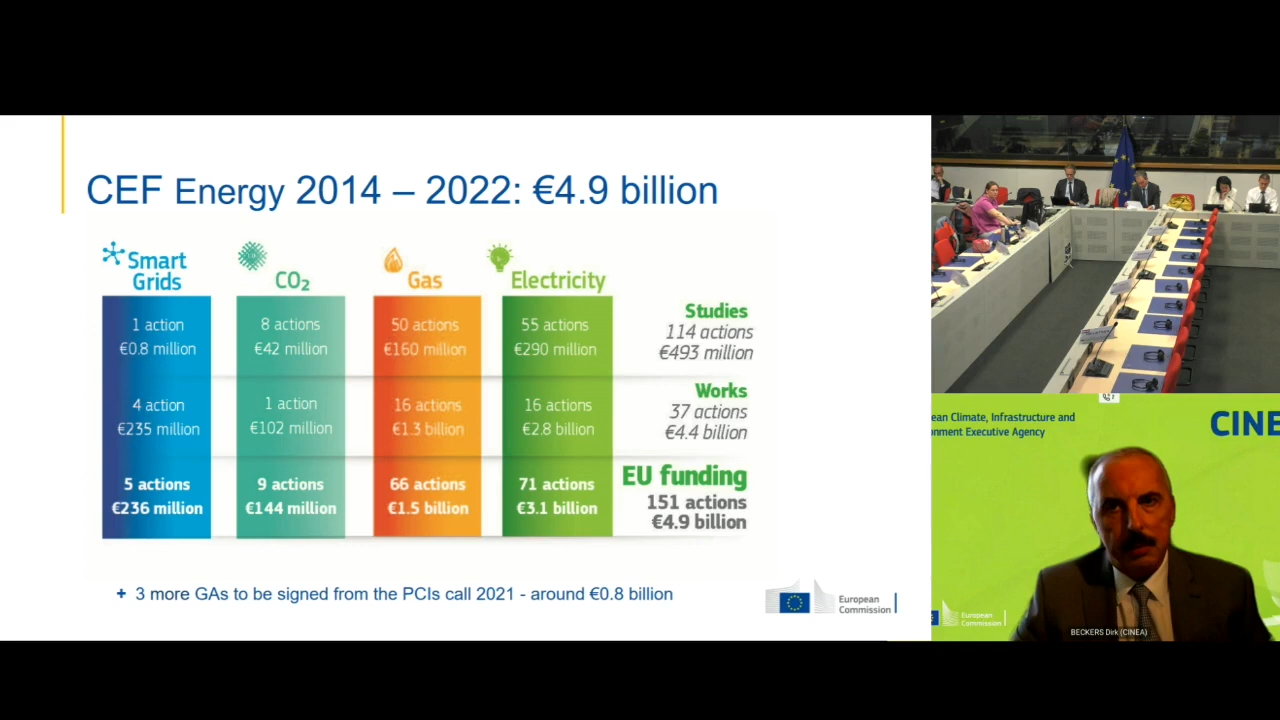 CEF Energy 2014 – 2022: €4.9 billion
Smart
Grids
CO₂
Gas
Electricity
1 action
€0.8 million
8 actions
€42 million
50 actions
€160 million
55 actions
€290 million
Studies
114 actions
€493 million
4 action
€235 million
1 action
€102 million
16 actions
€1.3 billion
16 actions
€2.8 billion
Works
37 actions
€4.4 billion
5 actions
€236 million
9 actions
€144 million
66 actions
€1.5 billion
71 actions
€3.1 billion
EU funding
151 actions
€4.9 billion
+ 3 more GAs to be signed from the PCIs call 2021 - around €0.8 billion
European
Commission
ean Climate, Infrastructure and
onment Executive Agency
CINE
European
Commission
BECKERS Dirk (CINEA)